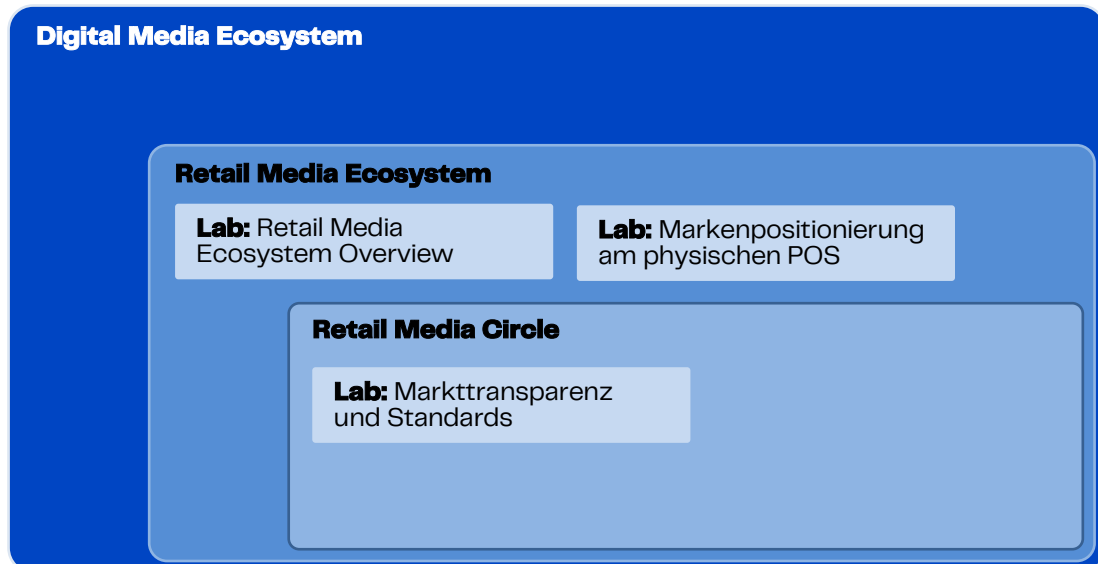 Digital Media Ecosystem
Retail Media Ecosystem
Lab: Retail Media
Ecosystem Overview
Lab: Markenpositionierung
am physischen POS
Retail Media Circle
Lab: Markttransparenz
und Standards